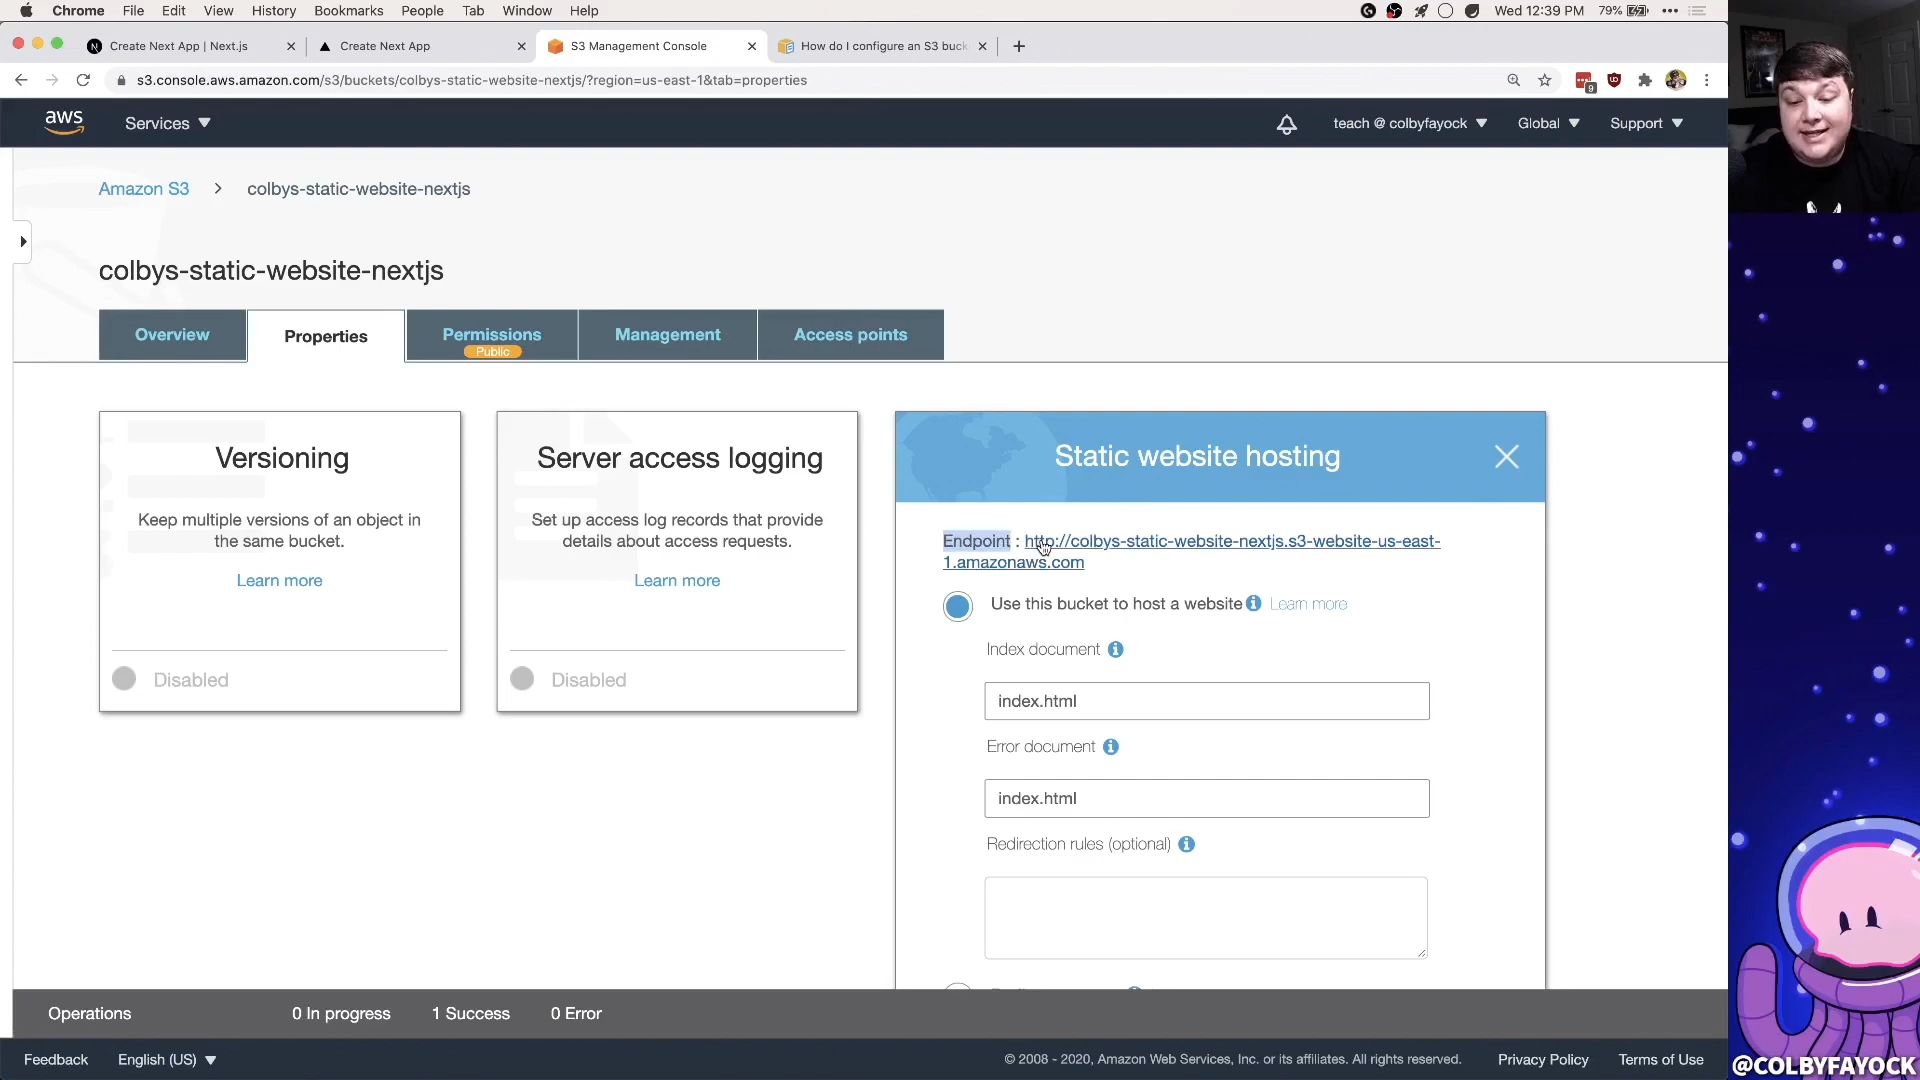 Chrome File Edit View History Bookmarks People Tab Window Help
Wed 12:39 PM 79%
Create Next App | Next.js
Create Next App
S3 Management Console
How do I configure an S3 buck
s3.console.aws.amazon.com/s3/buckets/colbys-static-website-nextjs/?region=us-east-1&tab=properties
9
aws
Services
teach @ colbyfayock
Global
Support
Amazon S3 > colbys-static-website-nextjs
colbys-static-website-nextjs
Overview
Properties
Permissions
Public
Management
Access points
Versioning
Keep multiple versions of an object in
the same bucket.
Learn more
Disabled
Server access logging
Set up access log records that provide
details about access requests.
Learn more
Disabled
Static website hosting
Endpoint : http://colbys-static-website-nextjs.s3-website-us-east-
1.amazonaws.com
Use this bucket to host a website Learn more
Index document
index.html
Error document
index.html
Redirection rules (optional)
Operations 0 In progress 1 Success 0 Error
Feedback English (US)
© 2008 - 2020, Amazon Web Services, Inc. or its affiliates. All rights reserved. Privacy Policy Terms of Use
@COLBYFAYOCK